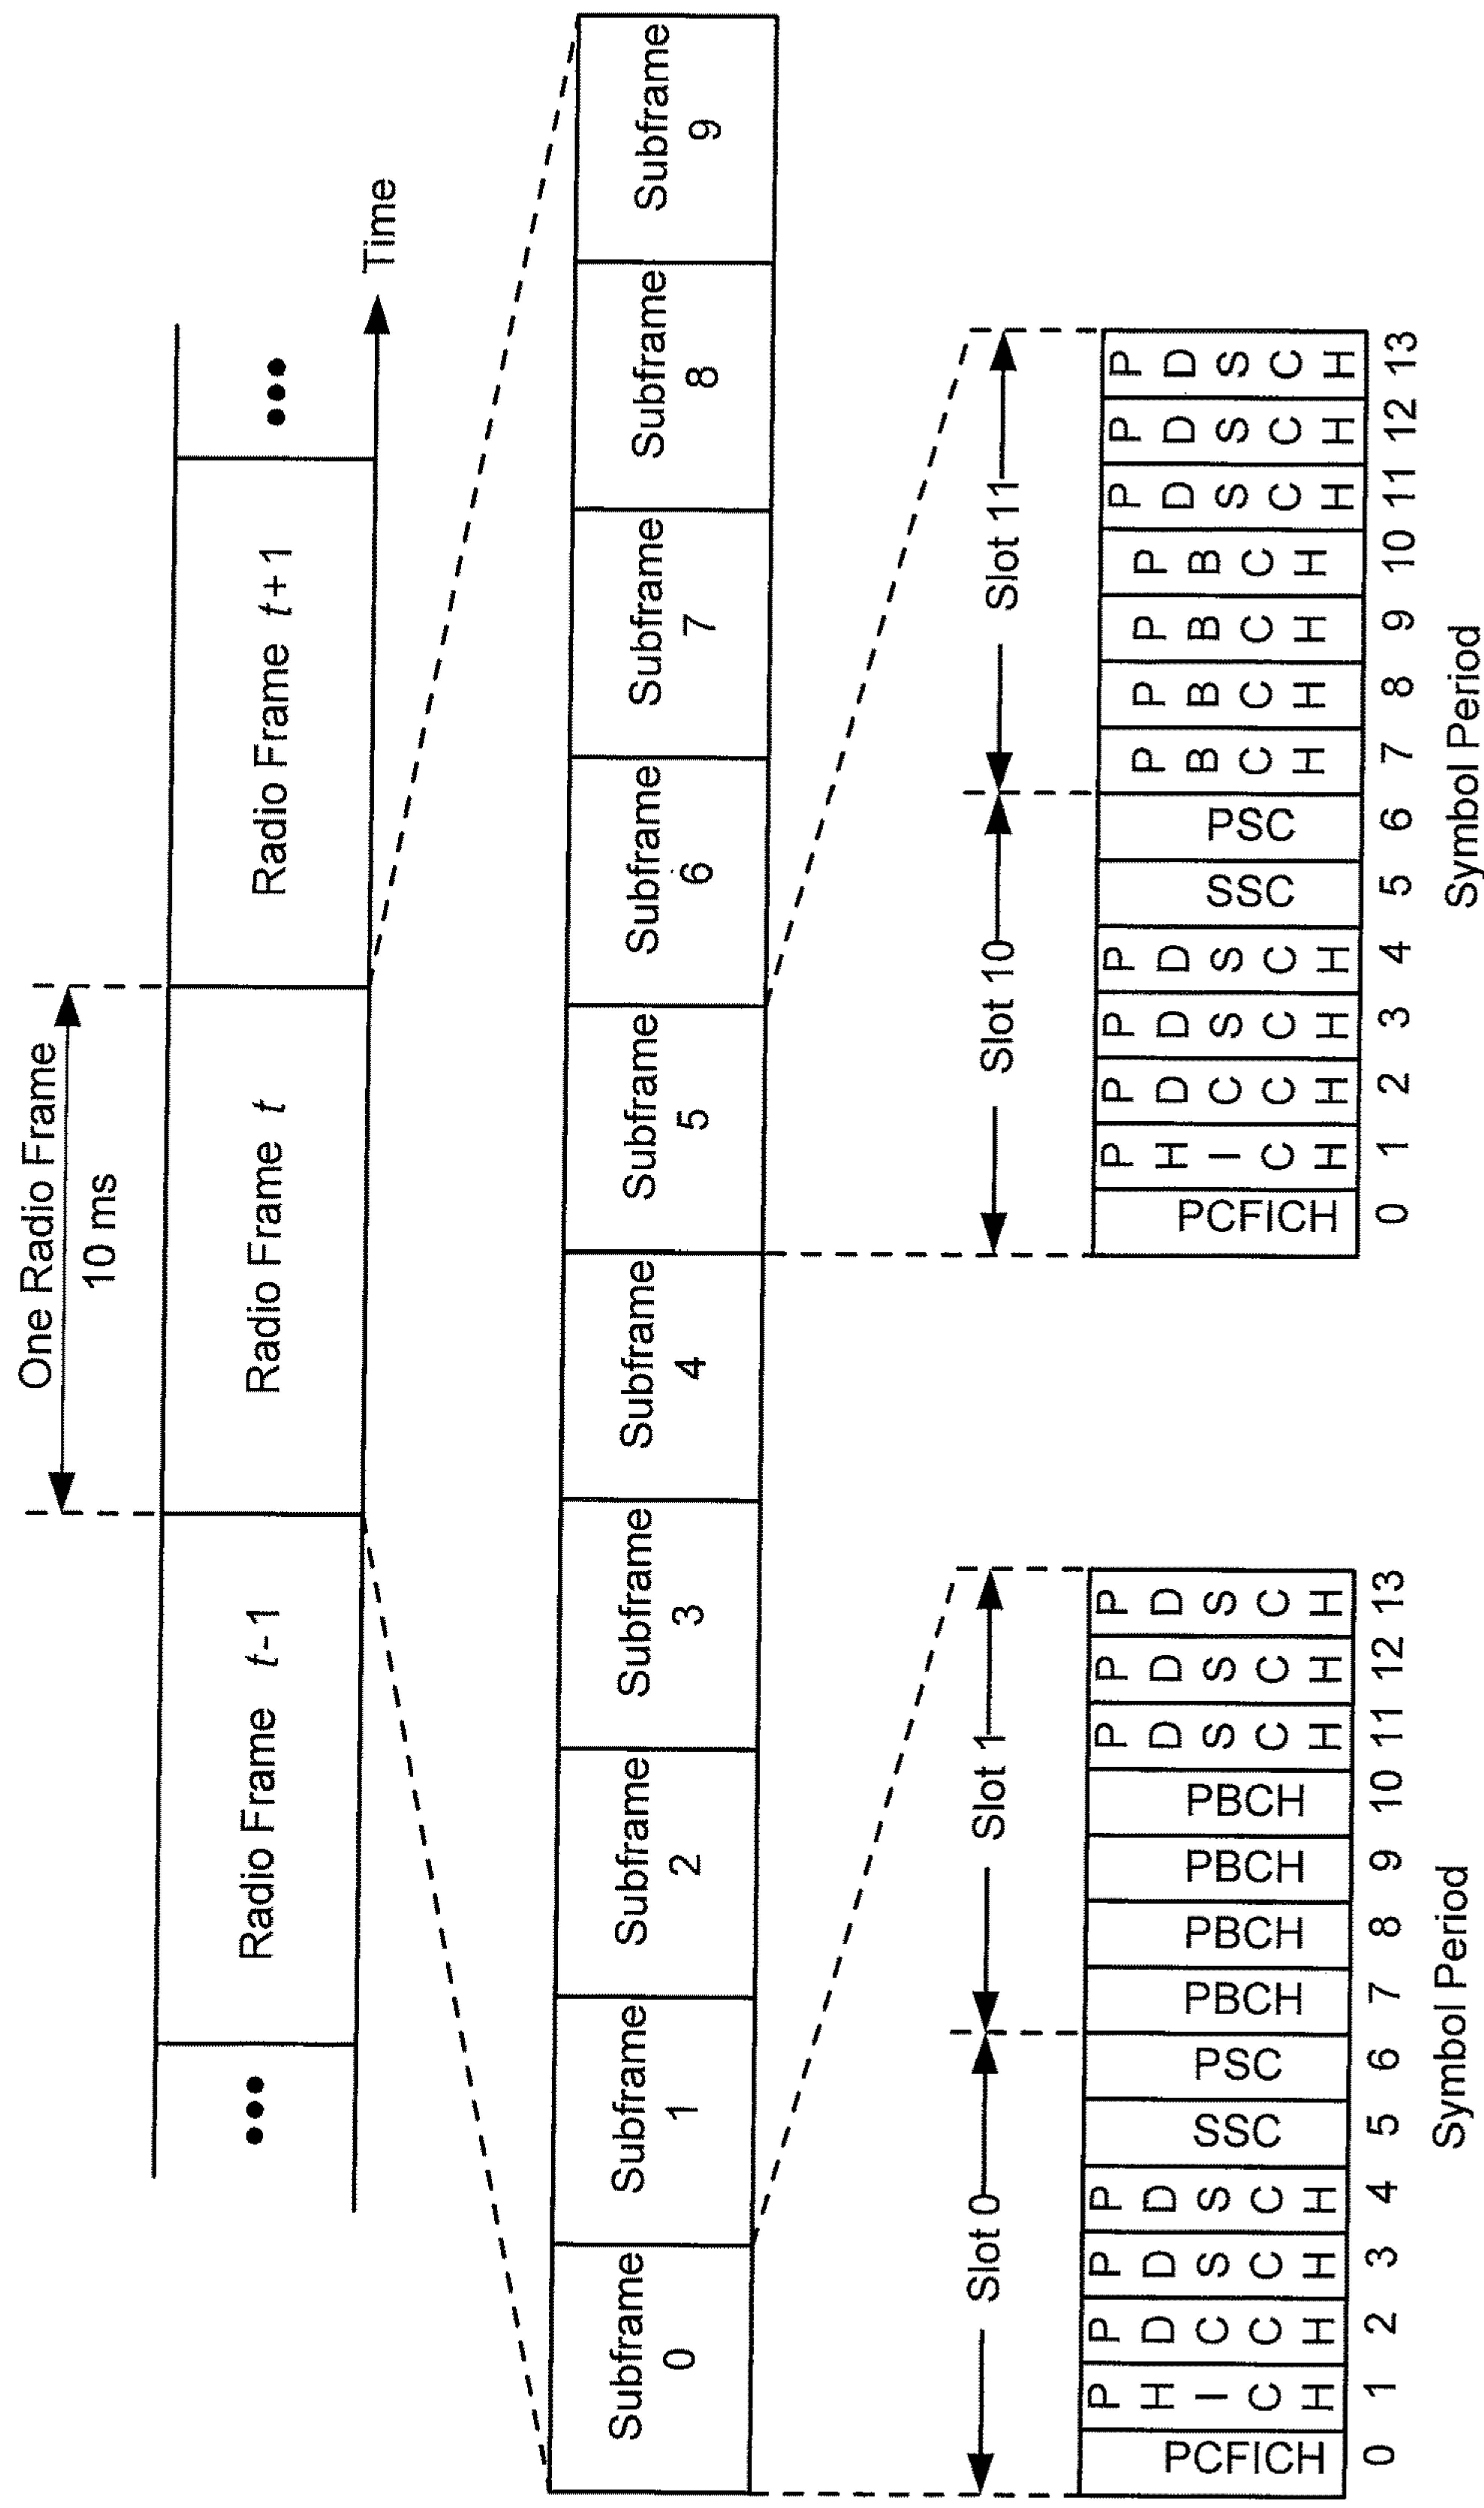 One Radio Frame
10 ms
••• Radio Frame t-1 Radio Frame t Radio Frame t+1 •••
Time
Subframe 0 Subframe 1 Subframe 2 Subframe 3 Subframe 4 Subframe 5 Subframe 6 Subframe 7 Subframe 8 Subframe 9
Slot 0 Slot 1
PCFICH PHICH PDCCH PDSCH PDSCH SSC PSC PBCH PBCH PBCH PBCH PDSCH PDSCH PDSCH
0 1 2 3 4 5 6 7 8 9 10 11 12 13
Symbol Period
Slot 10 Slot 11
PCFICH PHICH PDCCH PDSCH PDSCH SSC PSC PBCH PBCH PBCH PBCH PDSCH PDSCH PDSCH
0 1 2 3 4 5 6 7 8 9 10 11 12 13
Symbol Period